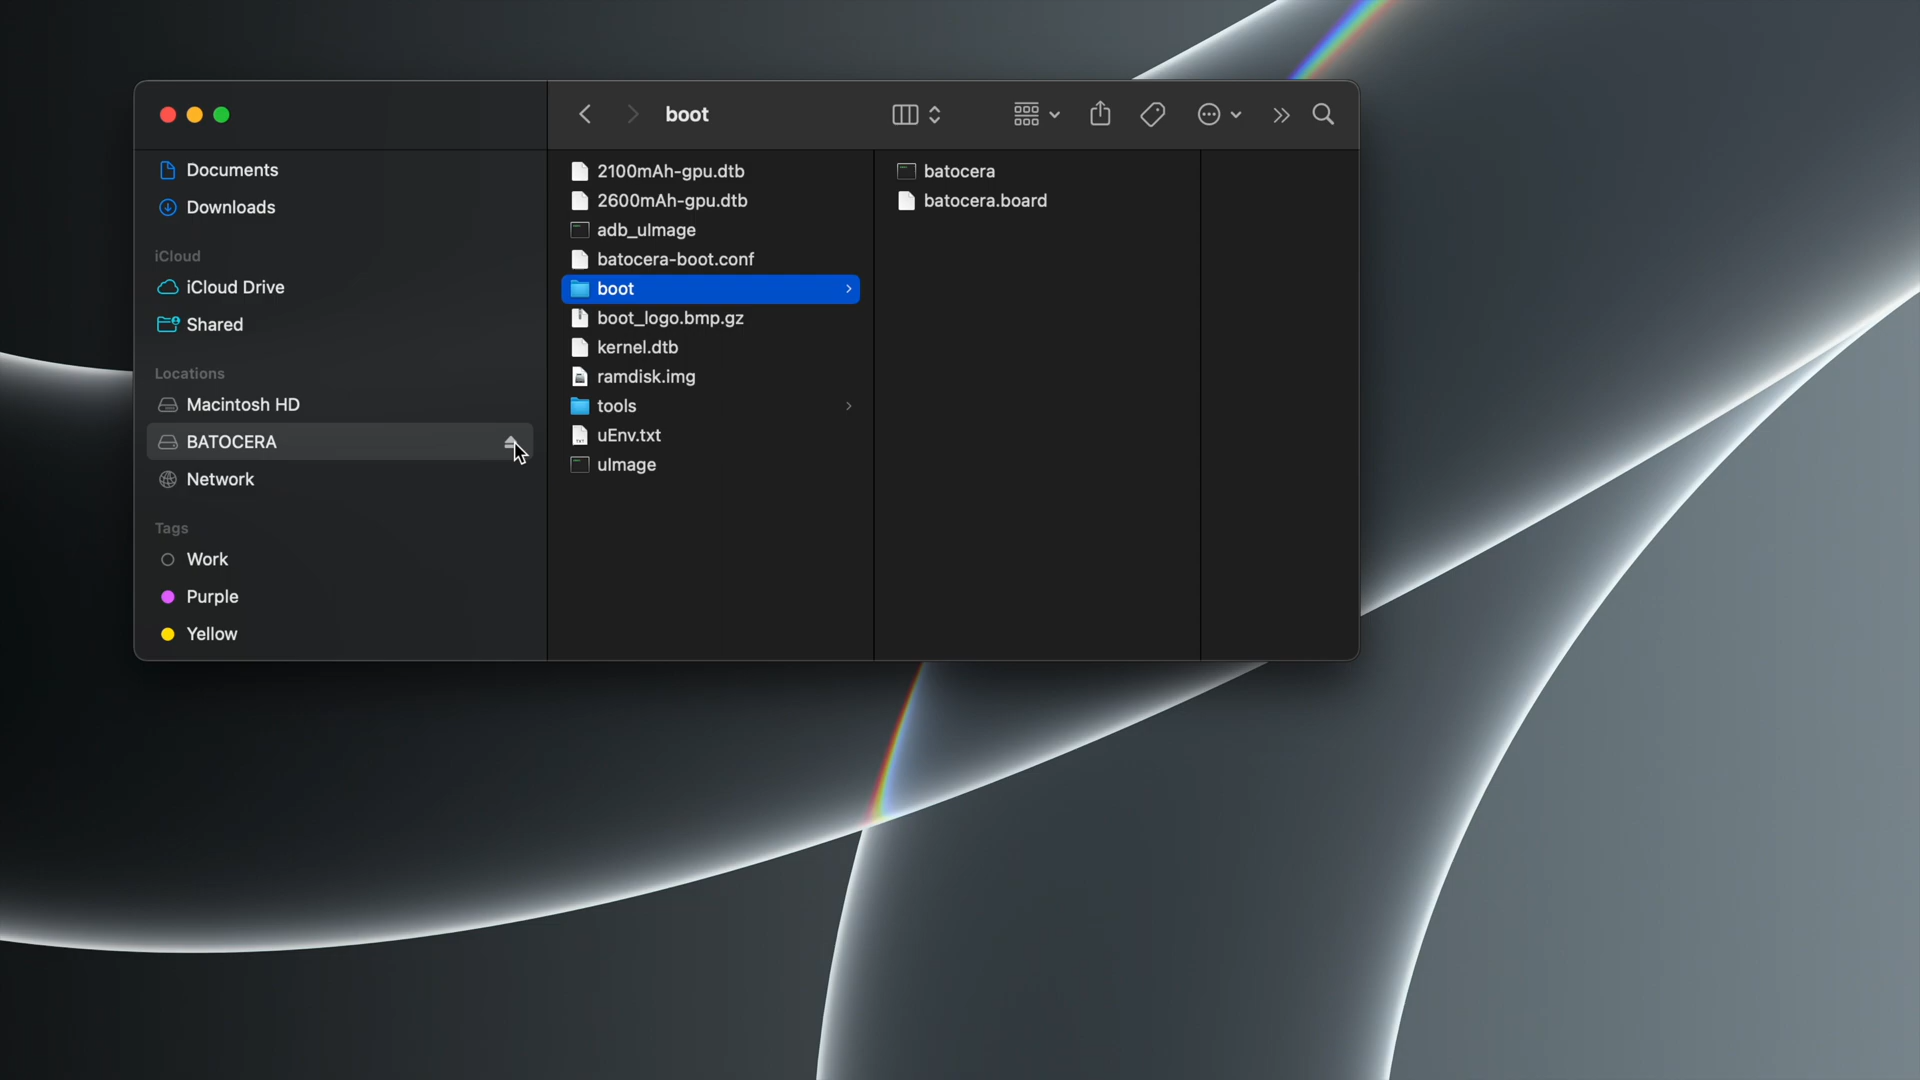 boot
Documents
Downloads
iCloud
iCloud Drive
Shared
Locations
Macintosh HD
BATOCERA
Network
Tags
Work
Purple
Yellow
2100mAh-gpu.dtb
2600mAh-gpu.dtb
adb_uImage
batocera-boot.conf
boot
boot_logo.bmp.gz
kernel.dtb
ramdisk.img
tools
uEnv.txt
uImage
batocera
batocera.board